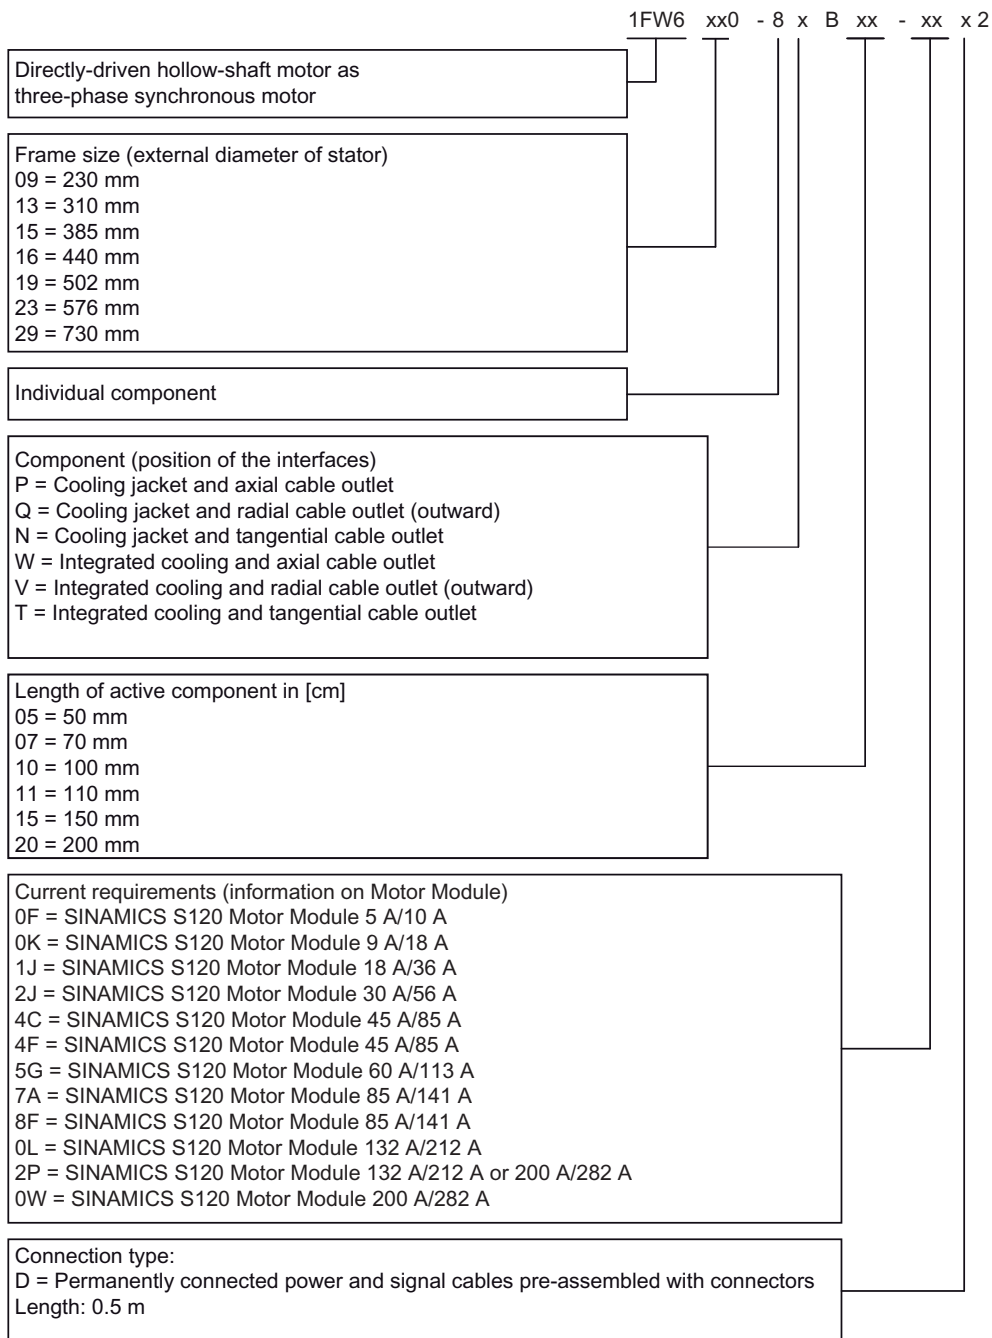 1FW6 xx0 - 8 x B xx - xx x 2
Directly-driven hollow-shaft motor as
three-phase synchronous motor
Frame size (external diameter of stator)
09 = 230 mm
13 = 310 mm
15 = 385 mm
16 = 440 mm
19 = 502 mm
23 = 576 mm
29 = 730 mm
Individual component
Component (position of the interfaces)
P = Cooling jacket and axial cable outlet
Q = Cooling jacket and radial cable outlet (outward)
N = Cooling jacket and tangential cable outlet
W = Integrated cooling and axial cable outlet
V = Integrated cooling and radial cable outlet (outward)
T = Integrated cooling and tangential cable outlet
Length of active component in [cm]
05 = 50 mm
07 = 70 mm
10 = 100 mm
11 = 110 mm
15 = 150 mm
20 = 200 mm
Current requirements (information on Motor Module)
0F = SINAMICS S120 Motor Module 5 A/10 A
0K = SINAMICS S120 Motor Module 9 A/18 A
1J = SINAMICS S120 Motor Module 18 A/36 A
2J = SINAMICS S120 Motor Module 30 A/56 A
4C = SINAMICS S120 Motor Module 45 A/85 A
4F = SINAMICS S120 Motor Module 45 A/85 A
5G = SINAMICS S120 Motor Module 60 A/113 A
7A = SINAMICS S120 Motor Module 85 A/141 A
8F = SINAMICS S120 Motor Module 85 A/141 A
0L = SINAMICS S120 Motor Module 132 A/212 A
2P = SINAMICS S120 Motor Module 132 A/212 A or 200 A/282 A
0W = SINAMICS S120 Motor Module 200 A/282 A
Connection type:
D = Permanently connected power and signal cables pre-assembled with connectors
Length: 0.5 m